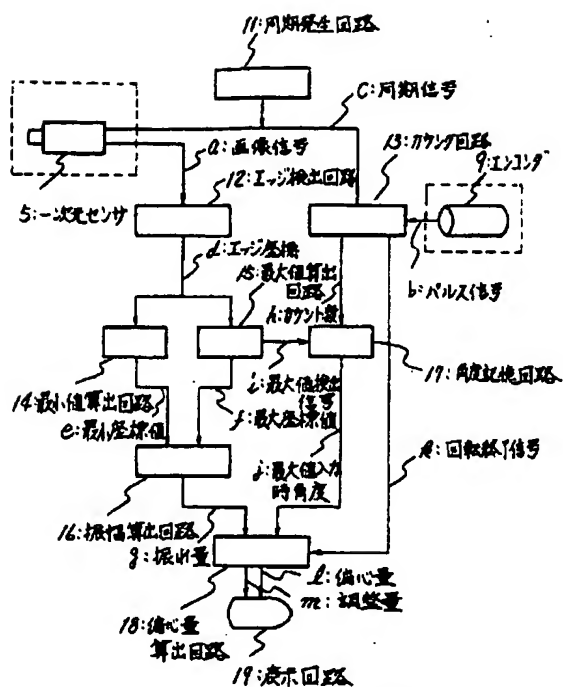 11:同期発生回路
C:同期信号
a:画像信号
13:カウンタ回路
9:エンコーダ
12:エッジ検出回路
5:一次元センサ
d:エッジ座標
b:パルス信号
15:最大値算出
回路
h:カウント数
i:最大値検出
信号
17:角度記憶回路
14:最小値算出回路
f:最大座標値
e:最小座標値
j:最大値入力
時角度
k:回転終了信号
16:振幅算出回路
g:振れ量
l:偏心量
m:調整量
18:偏心量
算出回路
19:表示回路